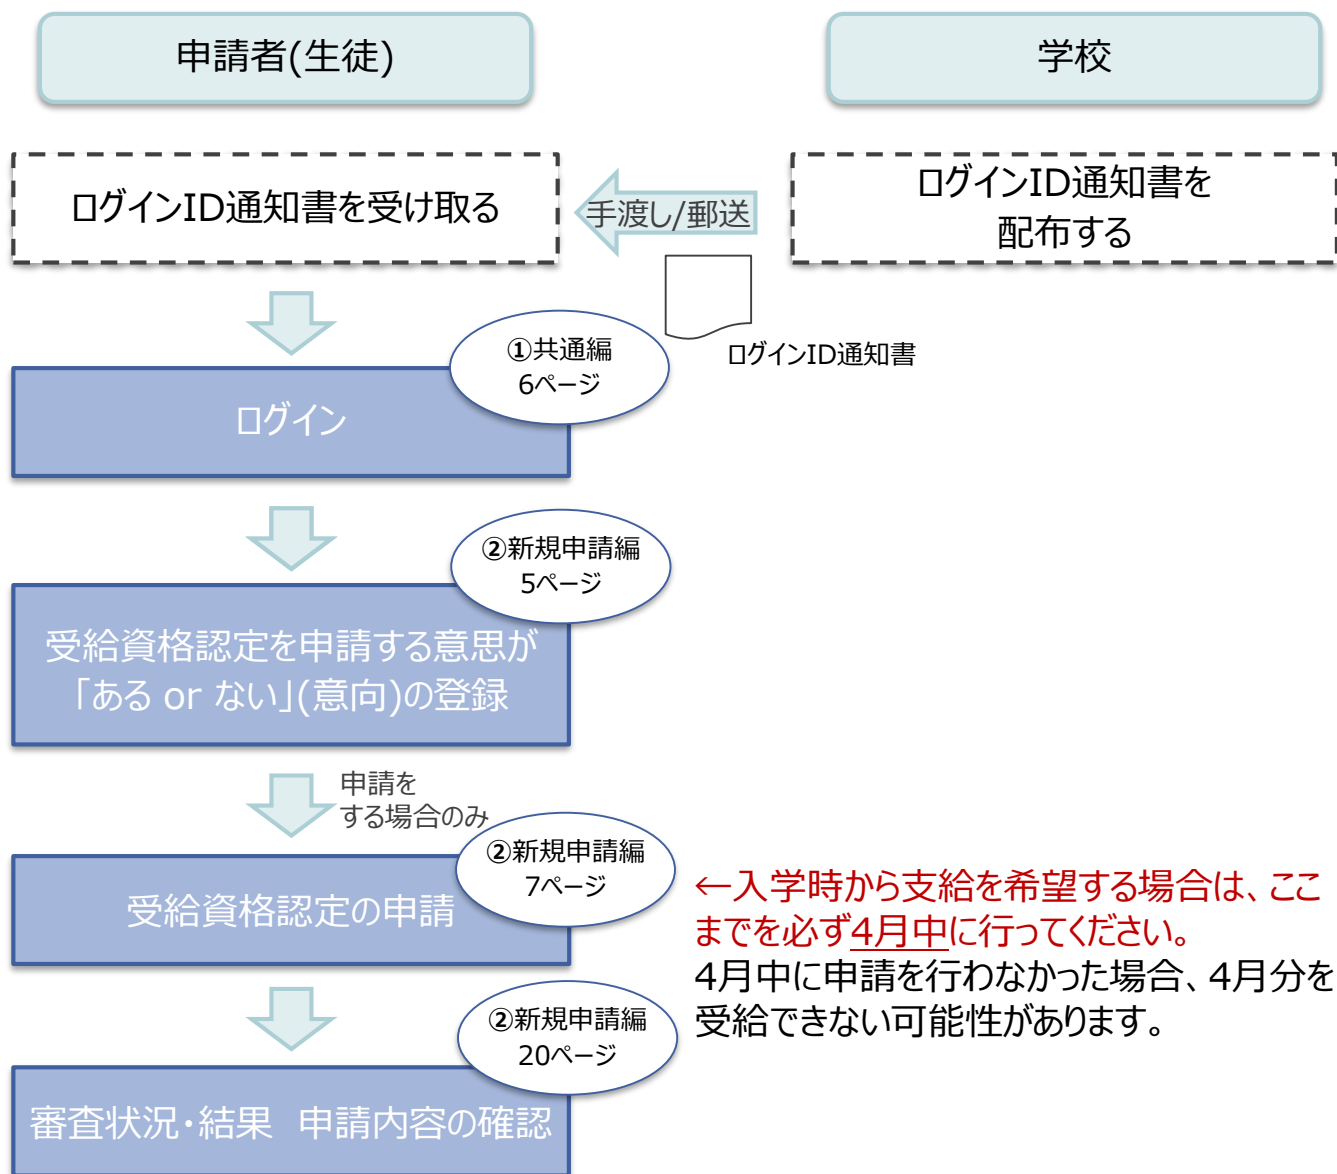 申請者(生徒)
学校
ログインID通知書を受け取る
手渡し/郵送
ログインID通知書を
配布する
ログインID通知書
①共通編
6ページ
ログイン
②新規申請編
5ページ
受給資格認定を申請する意思が
「ある or ない」(意向)の登録
申請を
する場合のみ
②新規申請編
7ページ
受給資格認定の申請
←入学時から支給を希望する場合は、ここ
までを必ず4月中に行ってください。
4月中に申請を行わなかった場合、4月分を
受給できない可能性があります。
②新規申請編
20ページ
審査状況・結果　申請内容の確認